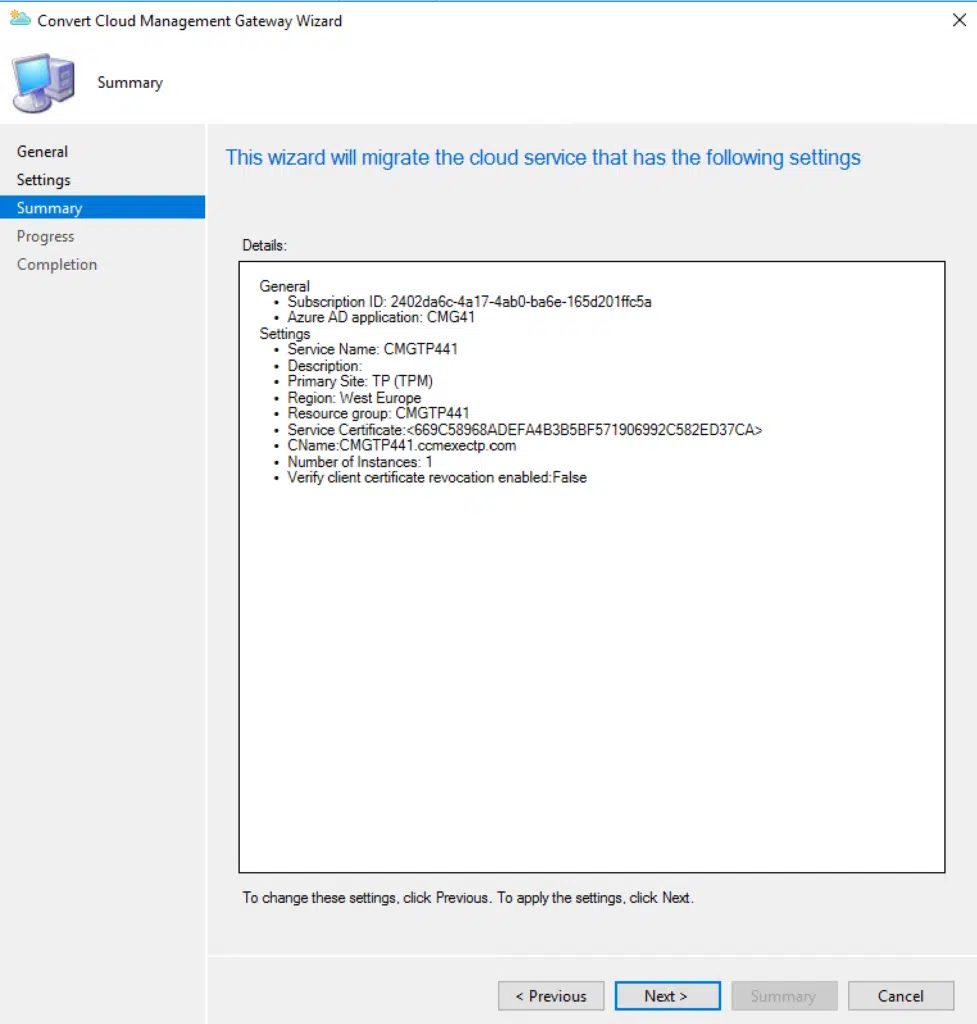 Convert Cloud Management Gateway Wizard
Summary
General
Settings
Summary
Progress
Completion
This wizard will migrate the cloud service that has the following settings
Details:
General
• Subscription ID: 2402da6c-4a17-4ab0-ba6e-165d201ffc5a
• Azure AD application: CMG41
Settings
• Service Name: CMGTP441
• Description:
• Primary Site: TP (TPM)
• Region: West Europe
• Resource group: CMGTP441
• Service Certificate:<669C58968ADEFA4B3B5BF571906992C582ED37CA>
• CName:CMGTP441.ccmexectp.com
• Number of Instances: 1
• Verify client certificate revocation enabled:False
To change these settings, click Previous. To apply the settings, click Next.
< Previous
Next >
Summary
Cancel